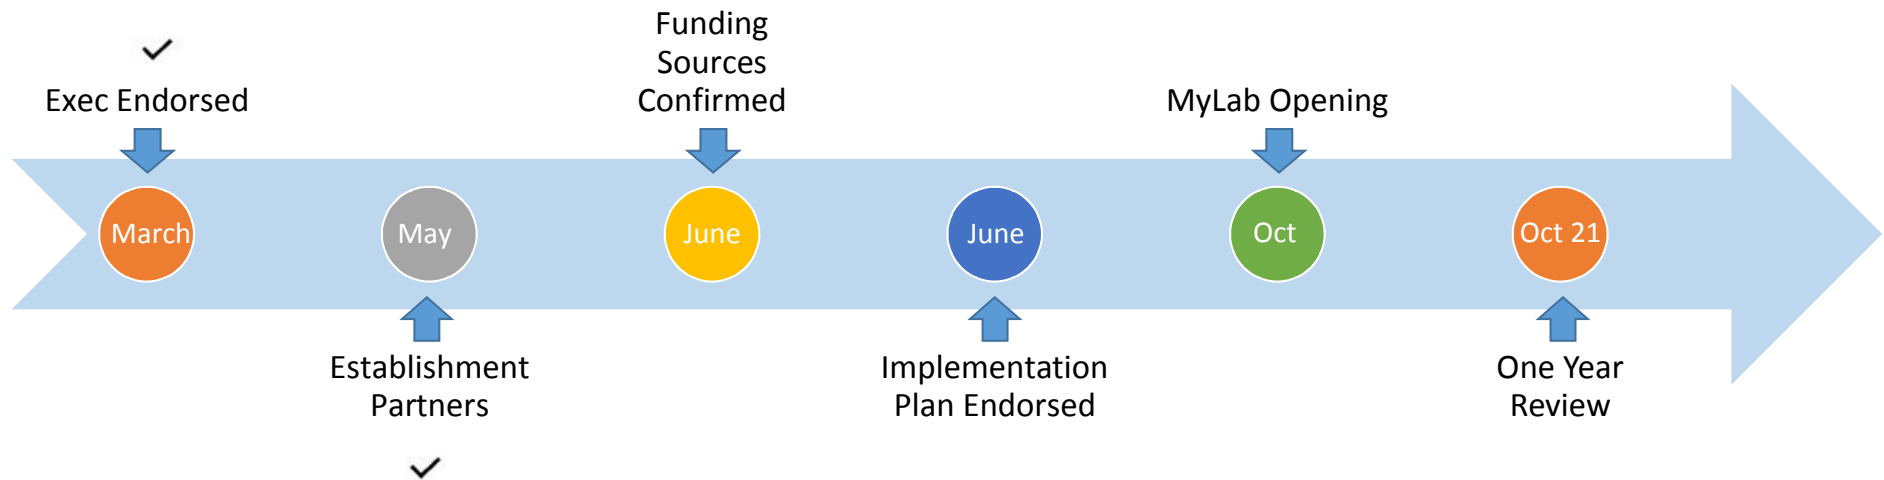 Funding
Sources
Confirmed
Exec Endorsed
MyLab Opening
March
May
June
June
Oct
Oct 21
Establishment
Partners
Implementation
Plan Endorsed
One Year
Review